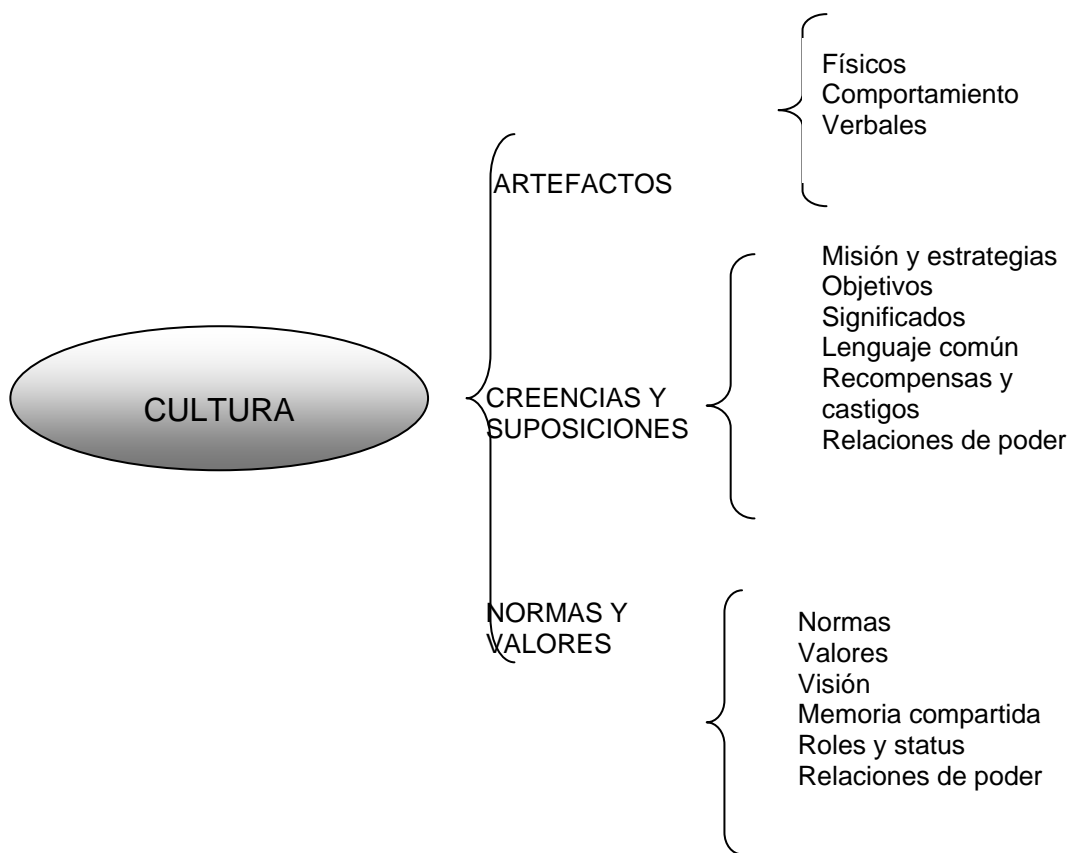 CULTURA
ARTEFACTOS
Físicos
Comportamiento
Verbales
CREENCIAS Y
SUPOSICIONES
Misión y estrategias
Objetivos
Significados
Lenguaje común
Recompensas y
castigos
Relaciones de poder
NORMAS Y
VALORES
Normas
Valores
Visión
Memoria compartida
Roles y status
Relaciones de poder